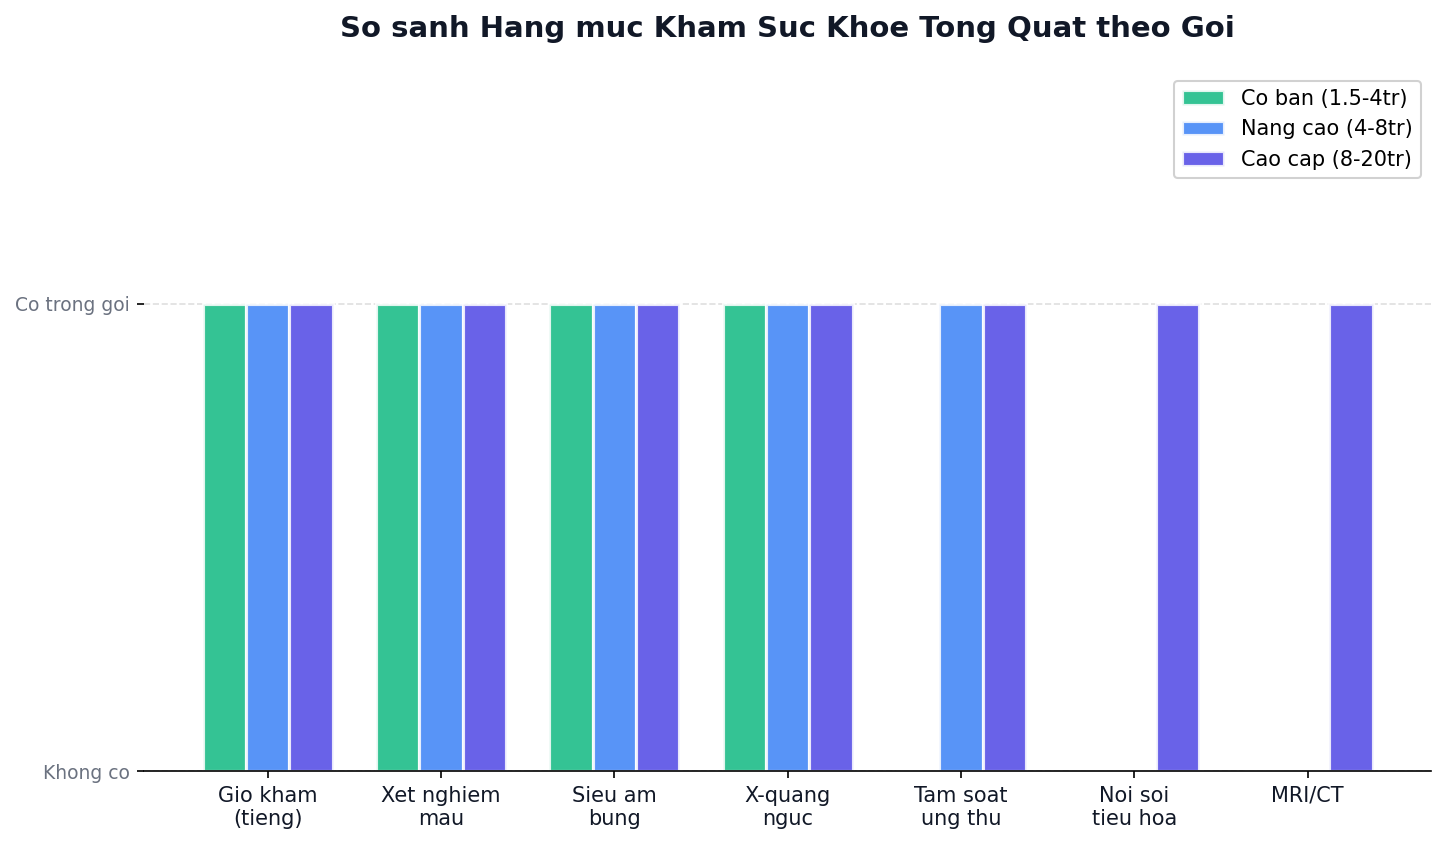 So sanh Hang muc Kham Suc Khoe Tong Quat theo Goi
Co ban (1.5-4tr)
Nang cao (4-8tr)
Cao cap (8-20tr)
Co trong goi
Khong co
Gio kham
(tieng)
Xet nghiem
mau
Sieu am
bung
X-quang
nguc
Tam soat
ung thu
Noi soi
tieu hoa
MRI/CT